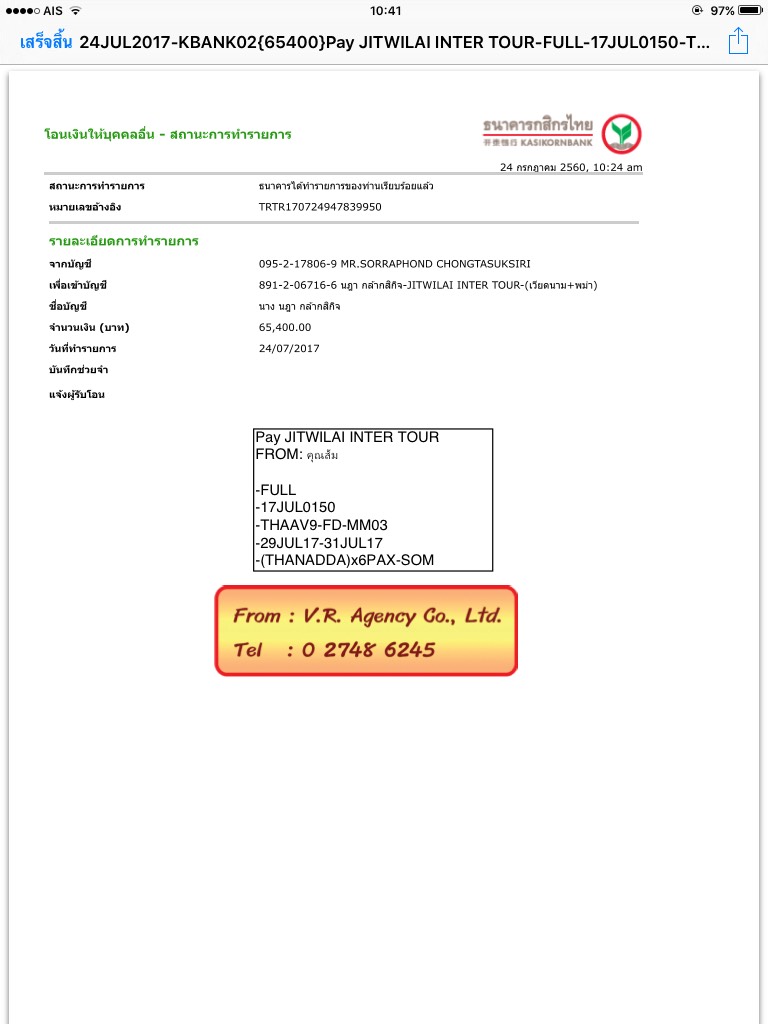 AIS 10:41 97%
เสร็จสิ้น 24JUL2017-KBANK02{65400}Pay JITWILAI INTER TOUR-FULL-17JUL0150-T...
ธนาคารกสิกรไทย
开泰银行 KASIKORNBANK
โอนเงินให้บุคคลอื่น - สถานะการทำรายการ
24 กรกฎาคม 2560, 10:24 am
สถานะการทำรายการ ธนาคารได้ทำรายการของท่านเรียบร้อยแล้ว
หมายเลขอ้างอิง TRTR170724947839950
รายละเอียดการทำรายการ
จากบัญชี 095-2-17806-9 MR.SORRAPHOND CHONGTASUKSIRI
เพื่อเข้าบัญชี 891-2-06716-6 นฎา กล้ากสิกิจ-JITWILAI INTER TOUR-(เวียดนาม+พม่า)
ชื่อบัญชี นาง นฎา กล้ากสิกิจ
จำนวนเงิน (บาท) 65,400.00
วันที่ทำรายการ 24/07/2017
บันทึกช่วยจำ
แจ้งผู้รับโอน
Pay JITWILAI INTER TOUR
FROM: คุณส้ม
-FULL
-17JUL0150
-THAAV9-FD-MM03
-29JUL17-31JUL17
-(THANADDA)x6PAX-SOM
From : V.R. Agency Co., Ltd.
Tel : 0 2748 6245